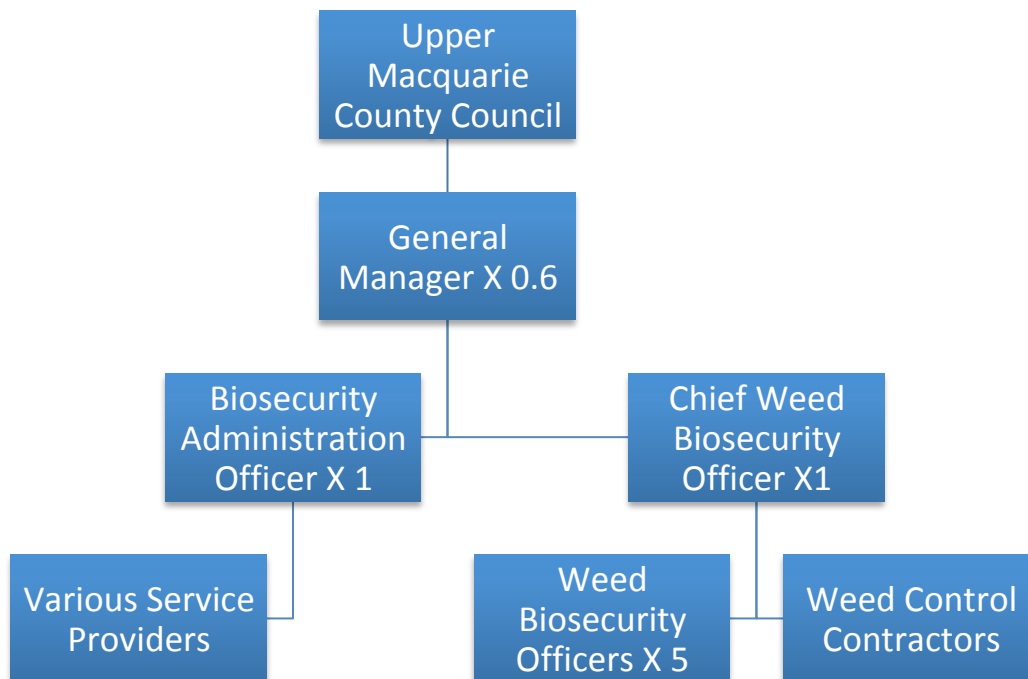 Upper
Macquarie
County Council
General
Manager X 0.6
Biosecurity
Administration
Officer X 1
Chief Weed
Biosecurity
Officer X1
Various Service
Providers
Weed
Biosecurity
Officers X 5
Weed Control
Contractors